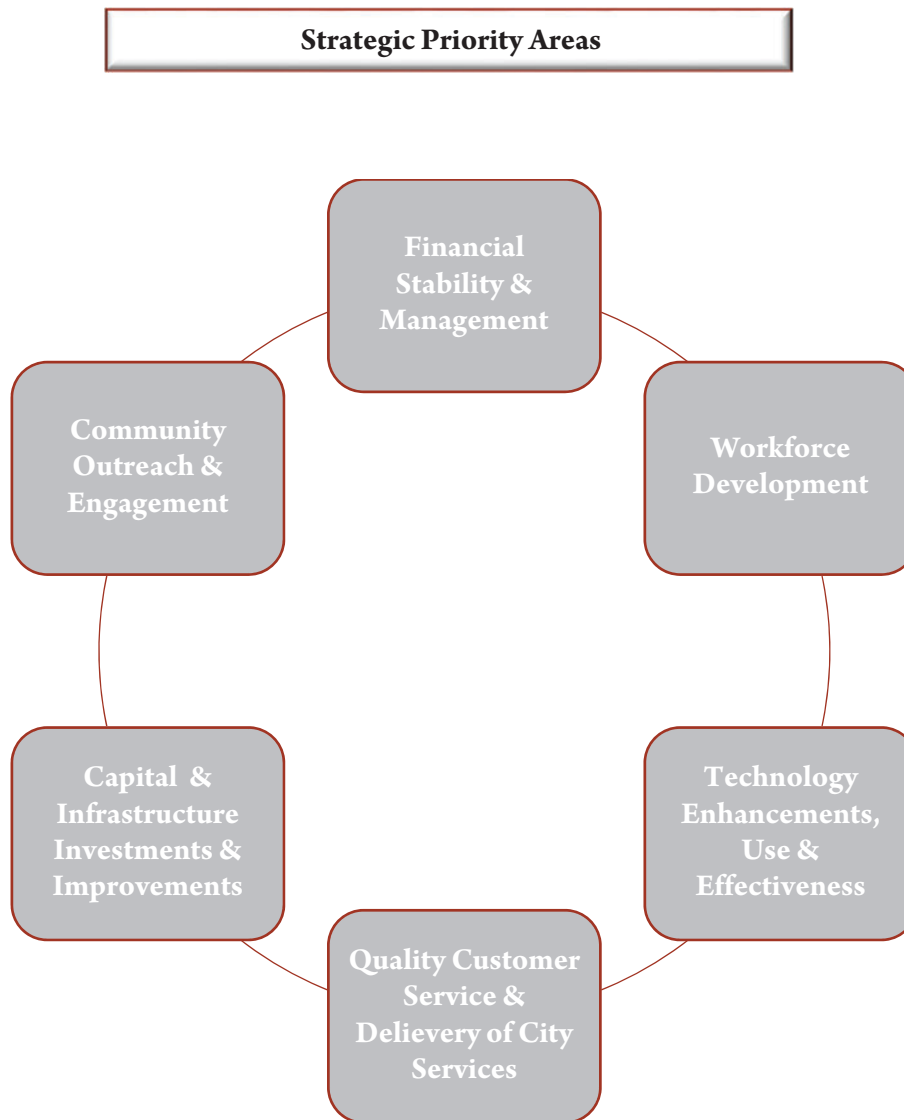 Strategic Priority Areas
Financial
Stability &
Management
Workforce
Development
Technology
Enhancements,
Use &
Effectiveness
Quality Customer
Service &
Delievery of City
Services
Capital &
Infrastructure
Investments &
Improvements
Community
Outreach &
Engagement